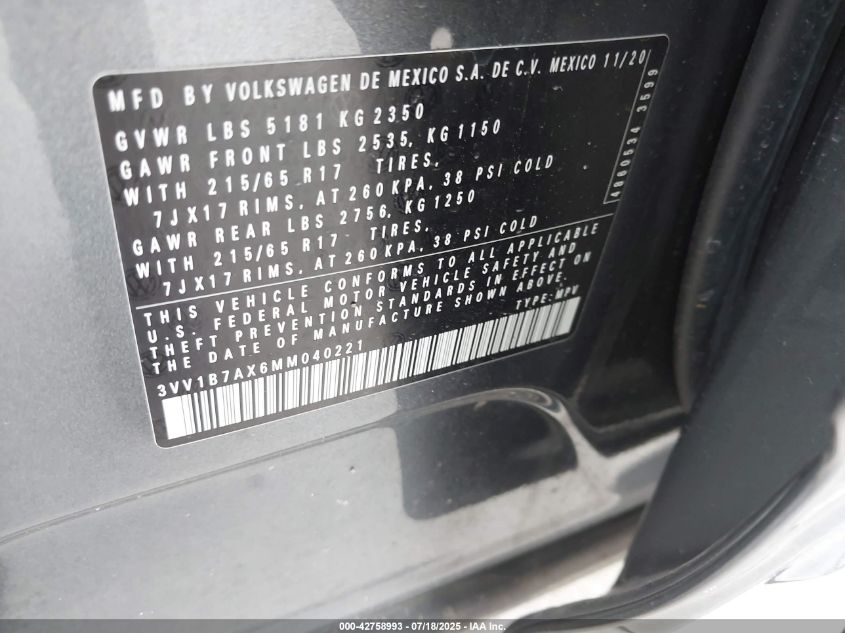 MFD BY VOLKSWAGEN DE MEXICO S.A. DE C.V. MEXICO 11/20
GVWR LBS 5181 KG 2350
GAWR FRONT LBS 2535, KG 1150
WITH 215/65 R17 TIRES,
7JX17 RIMS, AT 260 KPA, 38 PSI COLD
GAWR REAR LBS 2756, KG 1250
WITH 215/65 R17 TIRES,
7JX17 RIMS, AT 260 KPA, 38 PSI COLD
THIS VEHICLE CONFORMS TO ALL APPLICABLE
U.S. FEDERAL MOTOR VEHICLE SAFETY AND
THEFT PREVENTION STANDARDS IN EFFECT ON
THE DATE OF MANUFACTURE SHOWN ABOVE.
TYPE: MPV
3VV1B7AX6MM040221
3599
000-42758993 - 07/18/2025 - IAA Inc.